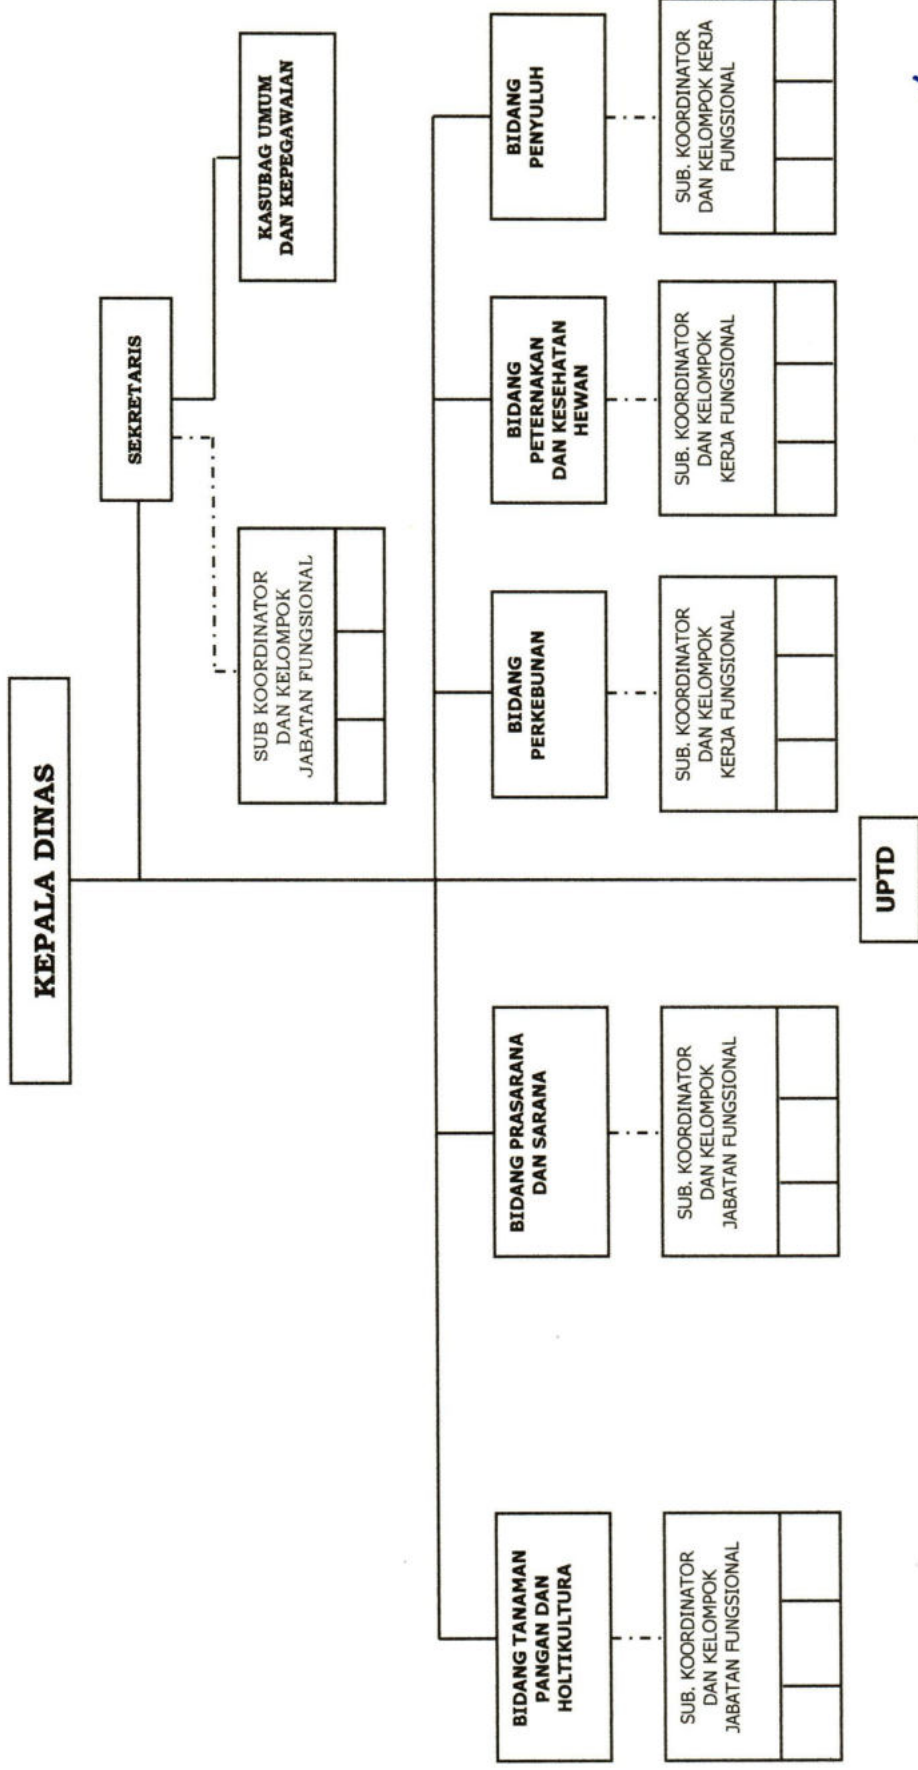 KEPALA DINAS
SEKRETARIS
KASUBAG UMUM
DAN KEPEGAWAIAN
SUB KOORDINATOR
DAN KELOMPOK
JABATAN FUNGSIONAL
BIDANG TANAMAN
PANGAN DAN
HOLTIKULTURA
BIDANG PRASARANA
DAN SARANA
BIDANG
PERKEBUNAN
BIDANG
PETERNAKAN
DAN KESEHATAN
HEWAN
BIDANG
PENYULUH
SUB. KOORDINATOR
DAN KELOMPOK
JABATAN FUNGSIONAL
SUB. KOORDINATOR
DAN KELOMPOK
JABATAN FUNGSIONAL
SUB. KOORDINATOR
DAN KELOMPOK
KERJA FUNGSIONAL
SUB. KOORDINATOR
DAN KELOMPOK
KERJA FUNGSIONAL
SUB. KOORDINATOR
DAN KELOMPOK KERJA
FUNGSIONAL
UPTD